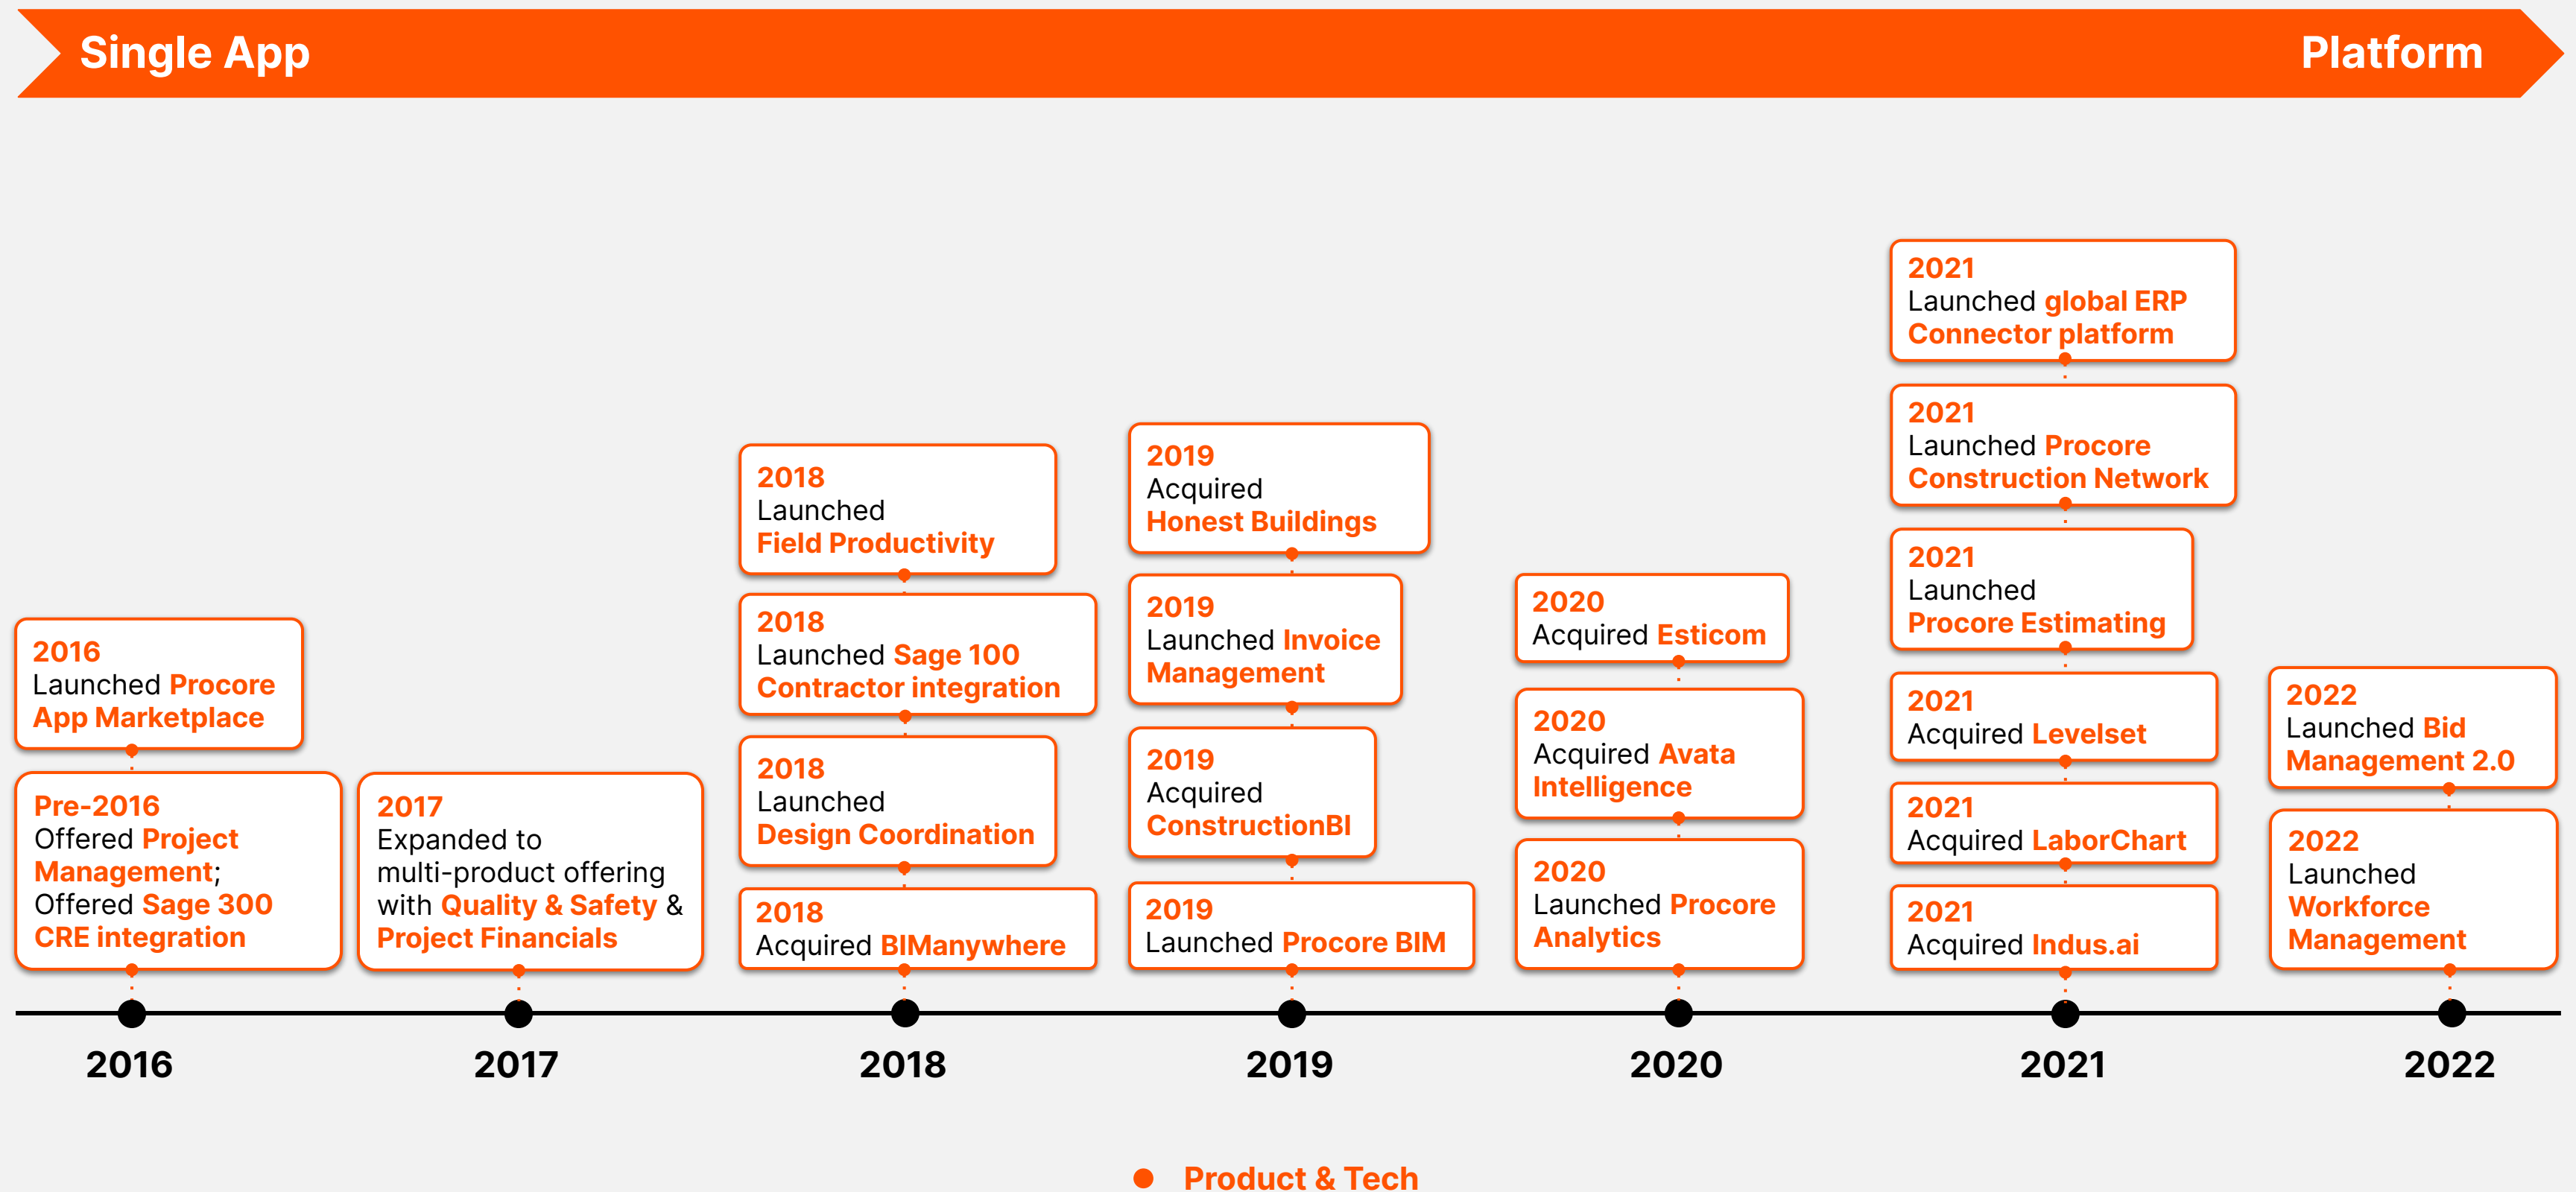 Single App
Platform
2016
Launched Procore
App Marketplace
Pre-2016
Offered Project
Management;
Offered Sage 300
CRE integration
2017
Expanded to
multi-product offering
with Quality & Safety &
Project Financials
2018
Launched
Field Productivity
2018
Launched Sage 100
Contractor integration
2018
Launched
Design Coordination
2018
Acquired BIManywhere
2019
Acquired
Honest Buildings
2019
Launched Invoice
Management
2019
Acquired
ConstructionBI
2019
Launched Procore BIM
2020
Acquired Esticom
2020
Acquired Avata
Intelligence
2020
Launched Procore
Analytics
2021
Launched global ERP
Connector platform
2021
Launched Procore
Construction Network
2021
Launched
Procore Estimating
2021
Acquired Levelset
2021
Acquired LaborChart
2021
Acquired Indus.ai
2022
Launched Bid
Management 2.0
2022
Launched
Workforce
Management
2016
2017
2018
2019
2020
2021
2022
Product & Tech